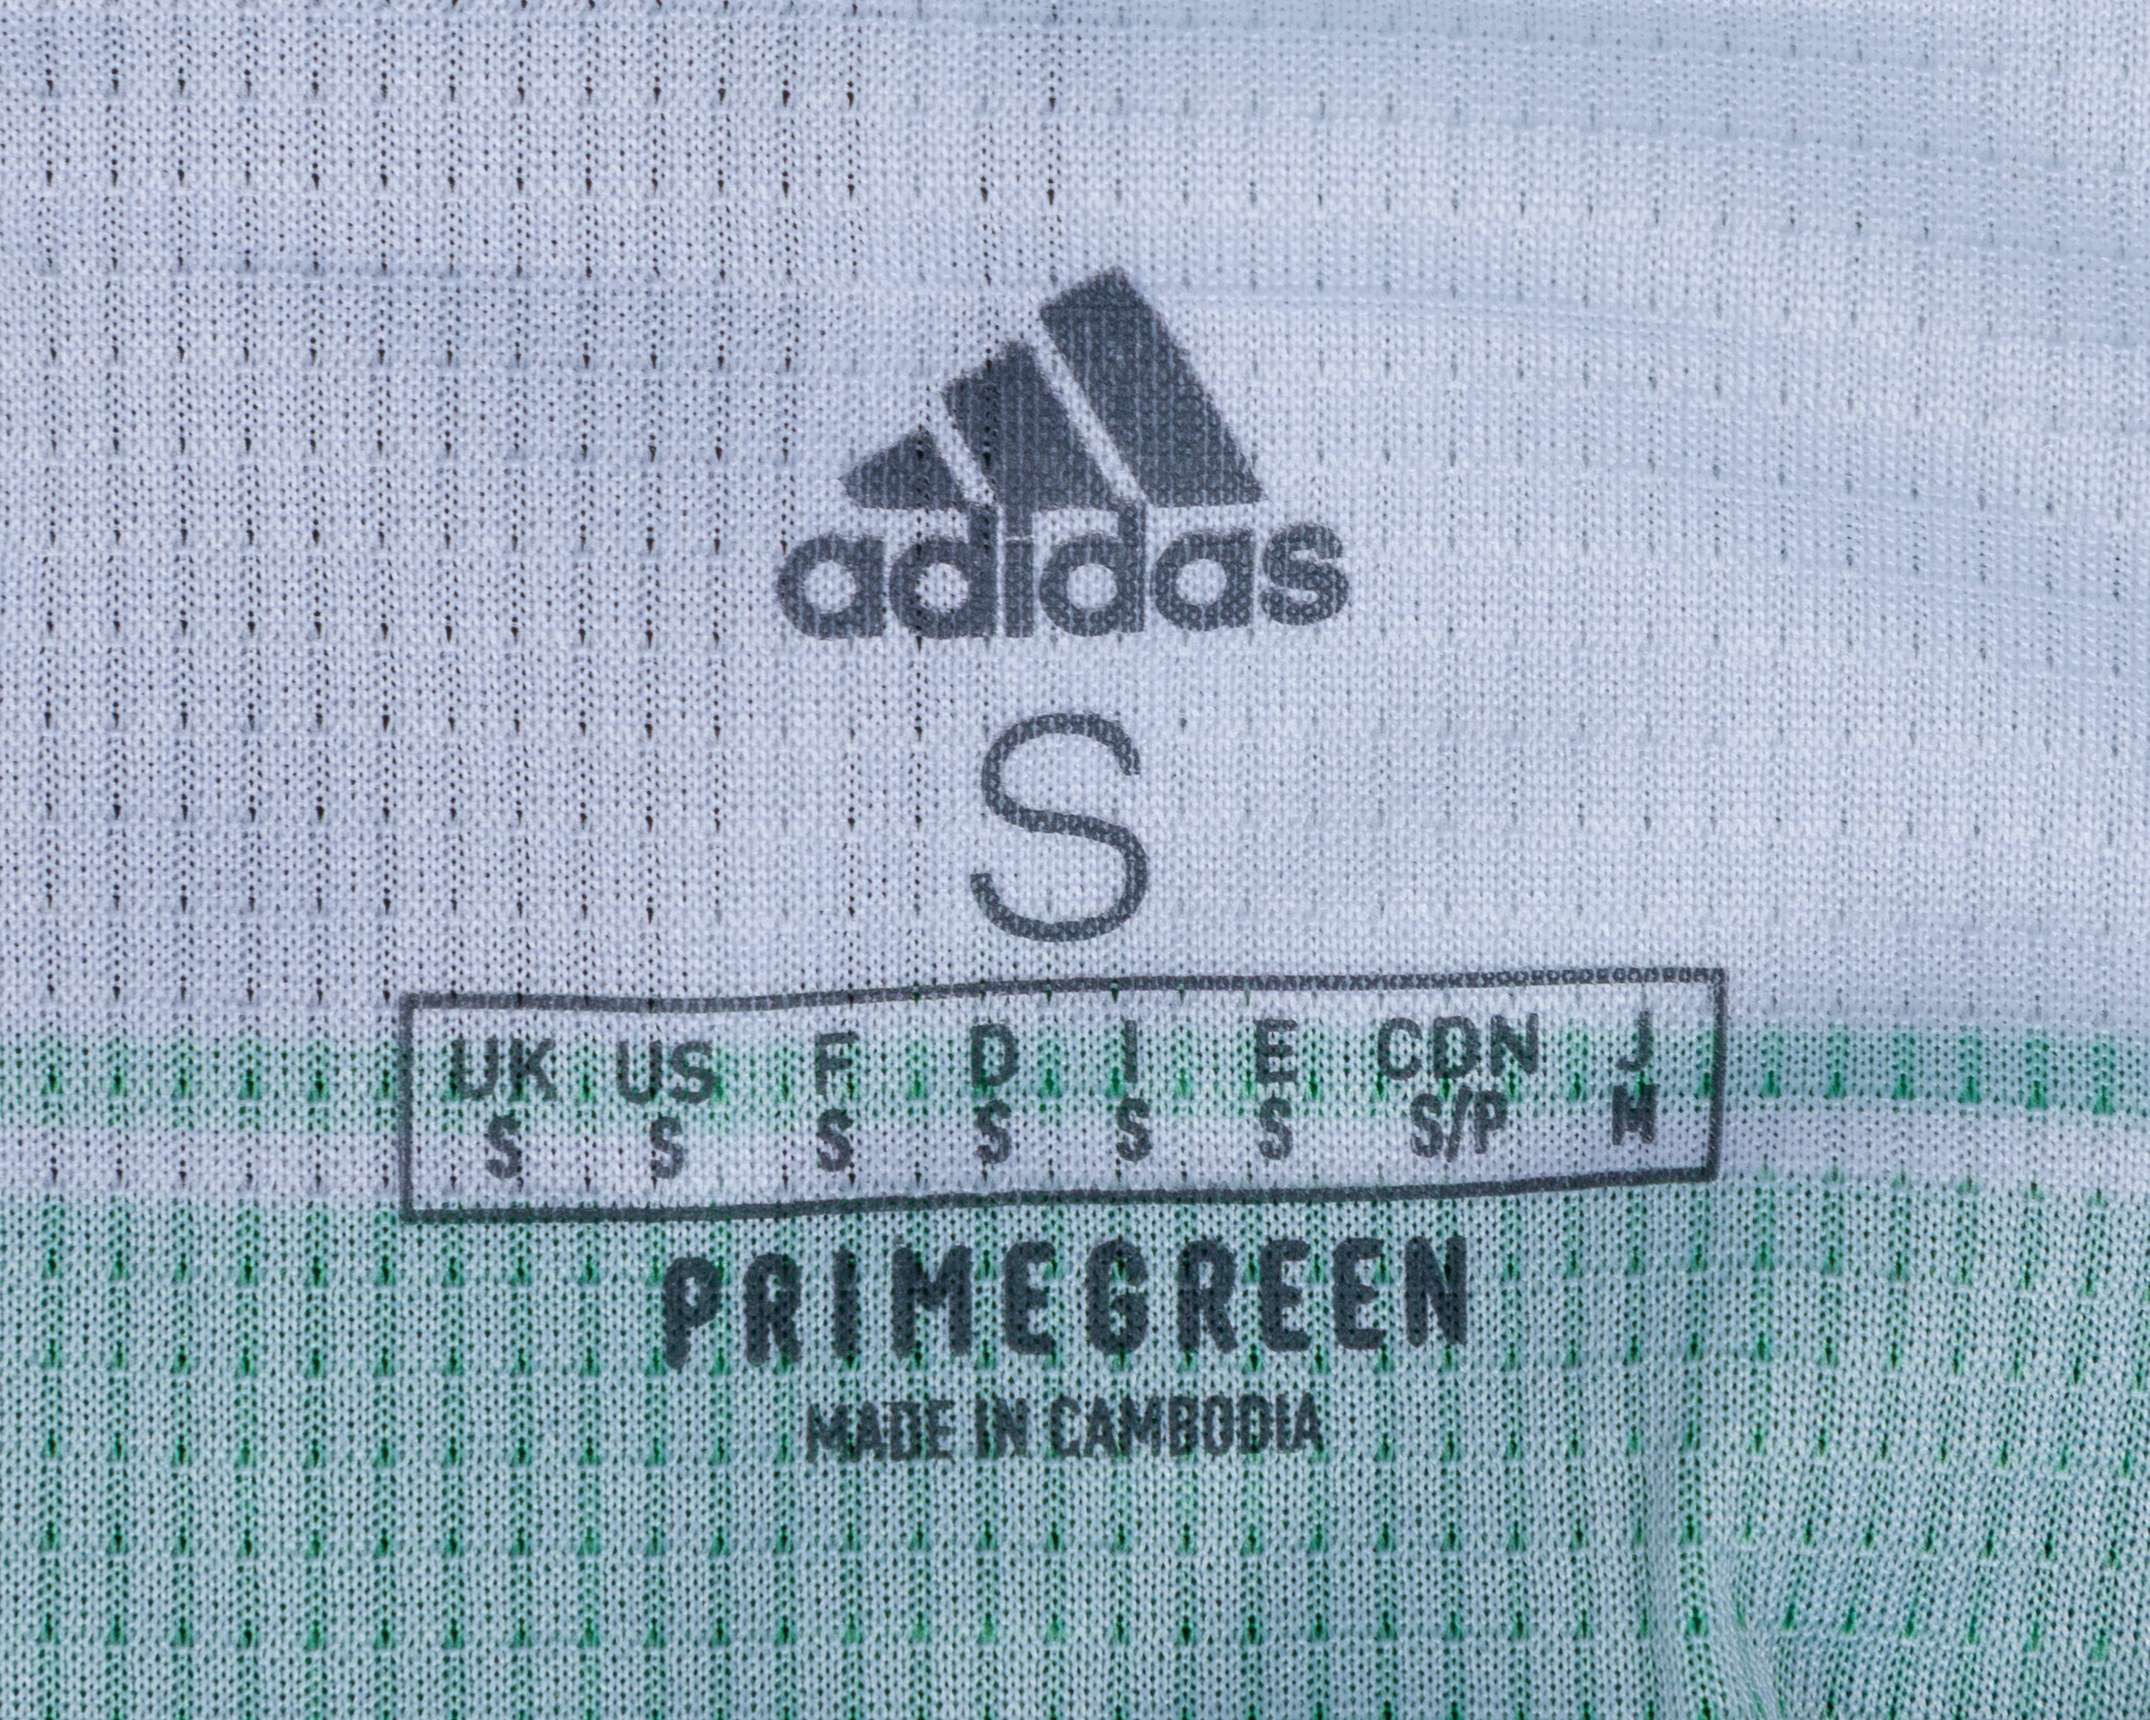 adidas
S
UK US F D I E CDN J
S S S S S S S/P M
PRIMEGREEN
MADE IN CAMBODIA